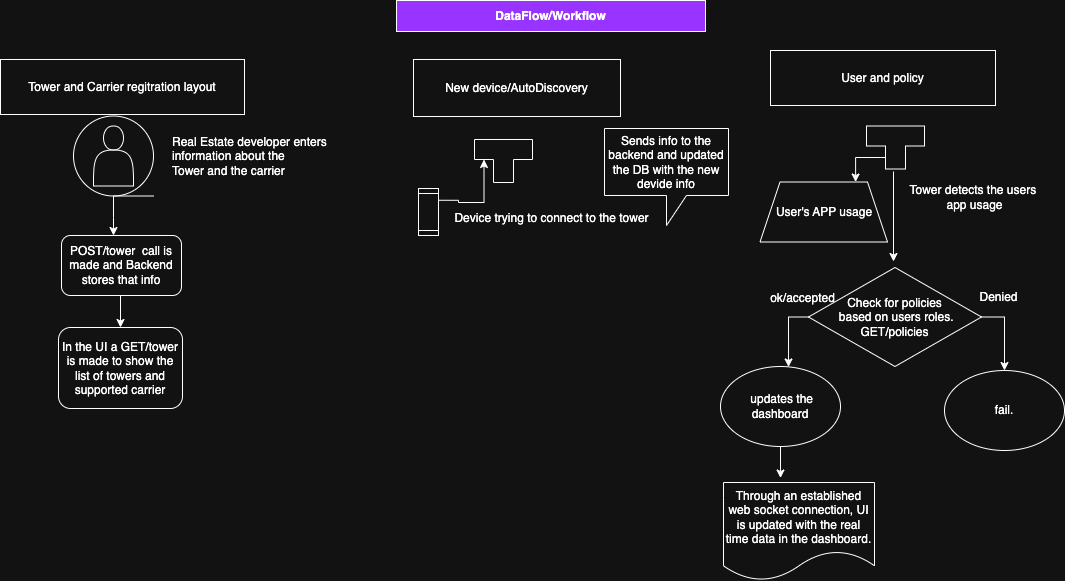 DataFlow/Workflow
Tower and Carrier regitration layout
Real Estate developer enters
information about the
Tower and the carrier
POST/tower call is
made and Backend
stores that info
In the UI a GET/tower
is made to show the
list of towers and
supported carrier
New device/AutoDiscovery
Sends info to the
backend and updated
the DB with the new
devide info
Device trying to connect to the tower
User and policy
Tower detects the users
app usage
User's APP usage
ok/accepted
Check for policies
based on users roles.
GET/policies
Denied
updates the
dashboard
fail.
Through an established
web socket connection, UI
is updated with the real
time data in the dashboard.